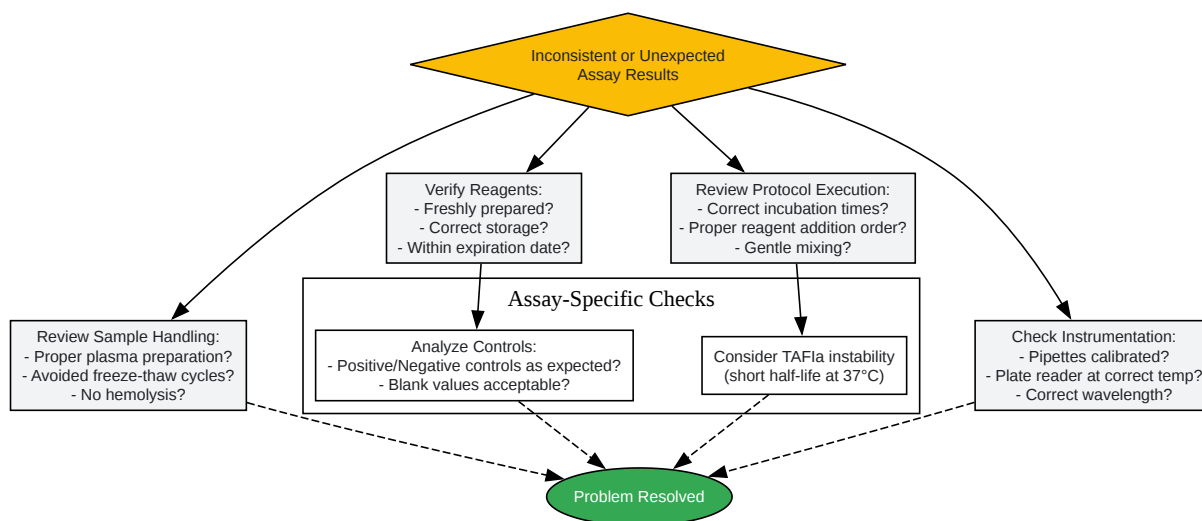 Inconsistent or Unexpected
Assay Results
Verify Reagents:
- Freshly prepared?
- Correct storage?
- Within expiration date?
Review Protocol Execution:
- Correct incubation times?
- Proper reagent addition order?
- Gentle mixing?
Assay-Specific Checks
Review Sample Handling:
- Proper plasma preparation?
- Avoided freeze-thaw cycles?
- No hemolysis?
Analyze Controls:
- Positive/Negative controls as expected?
- Blank values acceptable?
Consider TAFIa instability
(short half-life at 37°C)
Check Instrumentation:
- Pipettes calibrated?
- Plate reader at correct temp?
- Correct wavelength?
Problem Resolved